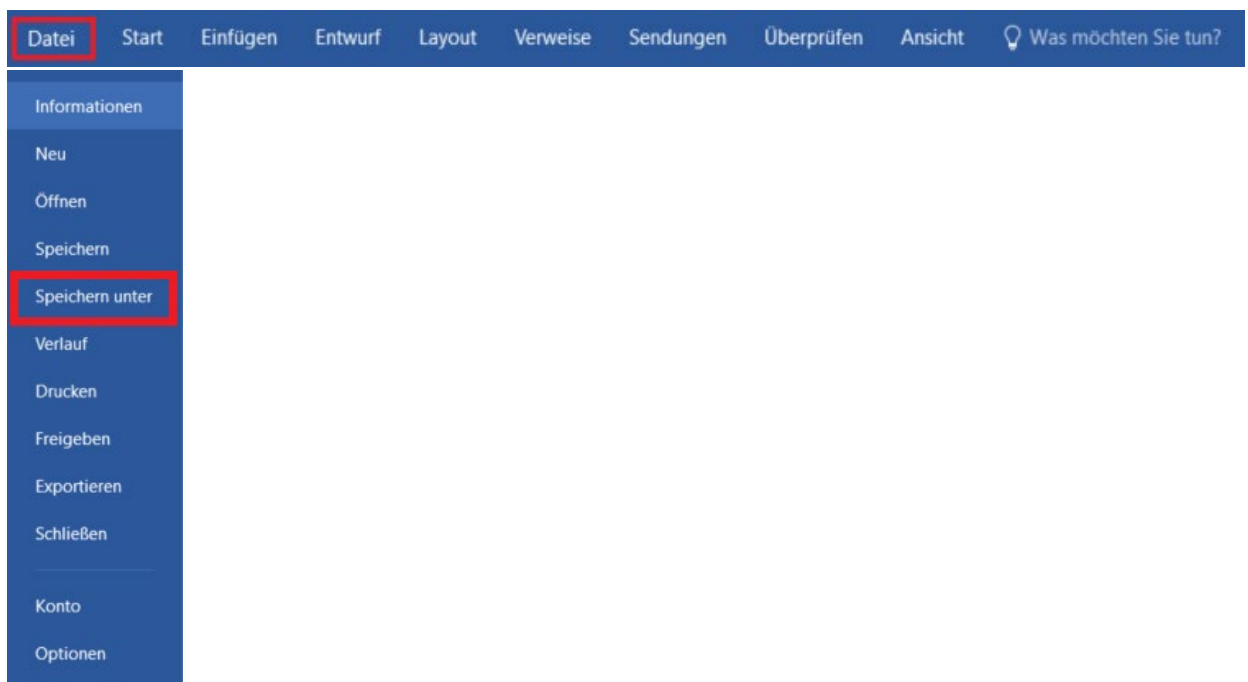 Datei Start Einfügen Entwurf Layout Verweise Sendungen Überprüfen Ansicht Was möchten Sie tun?
Informationen
Neu
Öffnen
Speichern
Speichern unter
Verlauf
Drucken
Freigeben
Exportieren
Schließen
Konto
Optionen